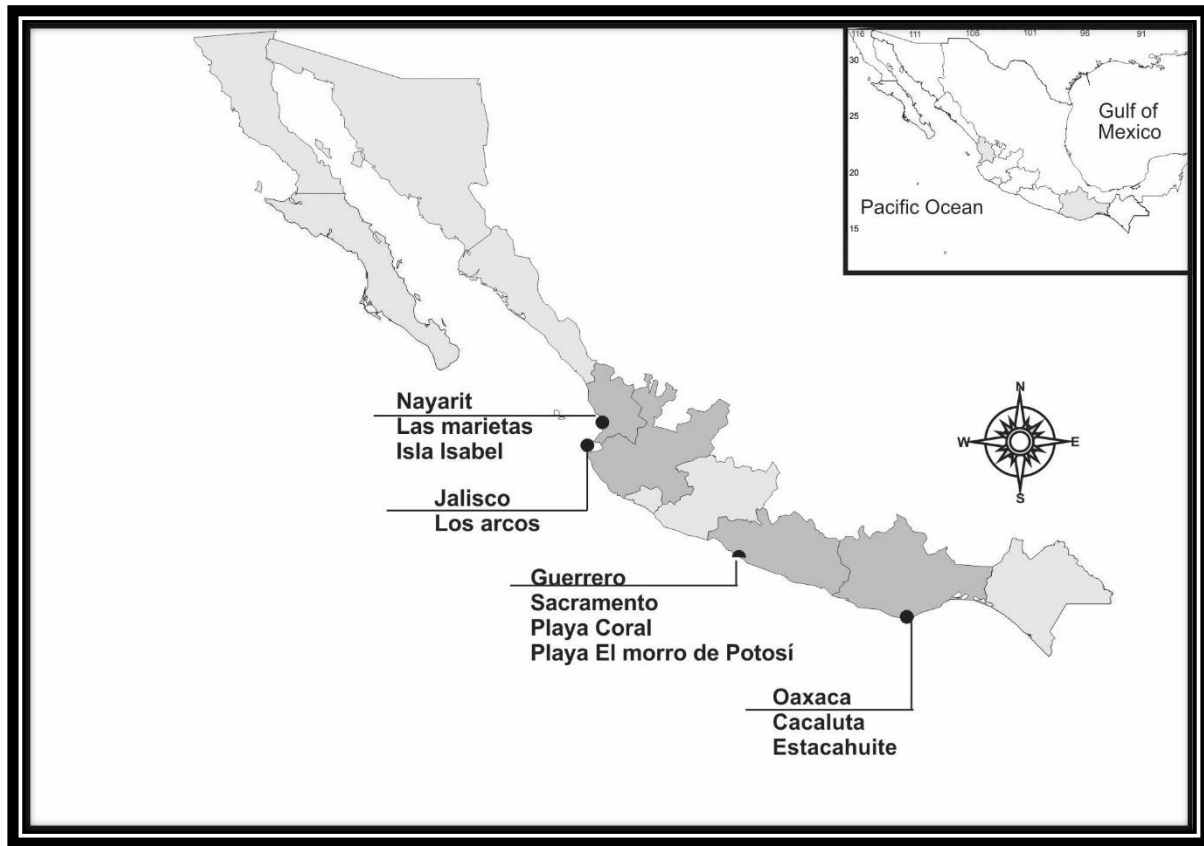 116 111 106 101 96 91
30
25
20
15
Gulf of
Mexico
Pacific Ocean
Nayarit
Las marietas
Isla Isabel
Jalisco
Los arcos
Guerrero
Sacramento
Playa Coral
Playa El morro de Potosí
Oaxaca
Cacaluta
Estacahuite
N
W E
S